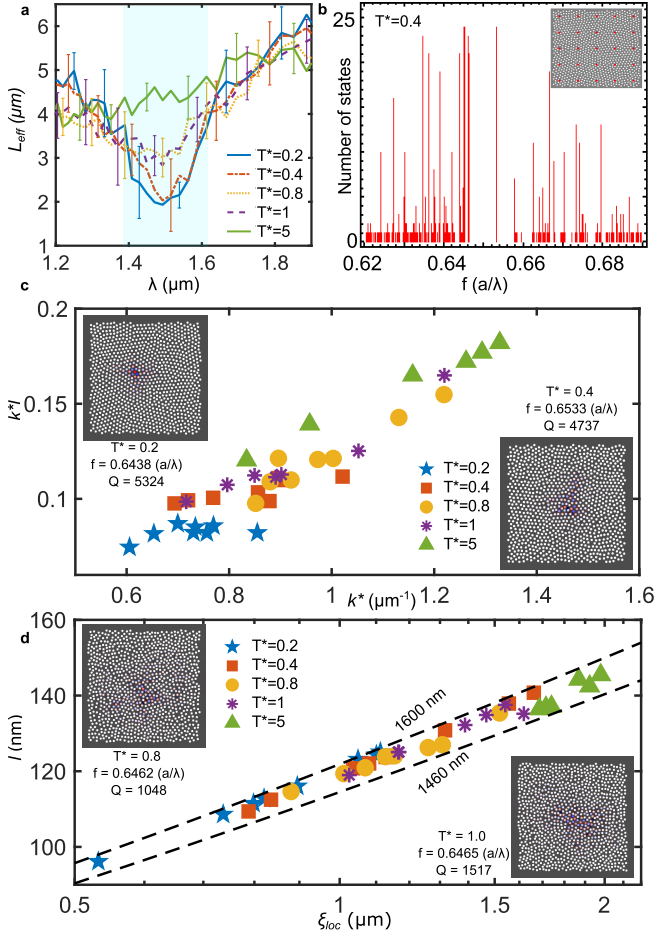 a
L_eff (µm)
6
5
4
3
2
1
1.2
1.4
1.6
1.8
λ (µm)
T*=0.2
T*=0.4
T*=0.8
T*=1
T*=5
b
T*=0.4
Number of states
25
0
0.62
0.64
0.66
0.68
f (a/λ)
c
k*l
0.2
0.15
0.1
0.6
0.8
1
1.2
1.4
1.6
k* (µm⁻¹)
T* = 0.2
f = 0.6438 (a/λ)
Q = 5324
T* = 0.4
f = 0.6533 (a/λ)
Q = 4737
T*=0.2
T*=0.4
T*=0.8
T*=1
T*=5
d
l (nm)
160
140
120
100
0.5
1
1.5
2
ξ_loc (µm)
T*=0.2
T*=0.4
T*=0.8
T*=1
T*=5
1600 nm
1460 nm
T* = 0.8
f = 0.6462 (a/λ)
Q = 1048
T* = 1.0
f = 0.6465 (a/λ)
Q = 1517